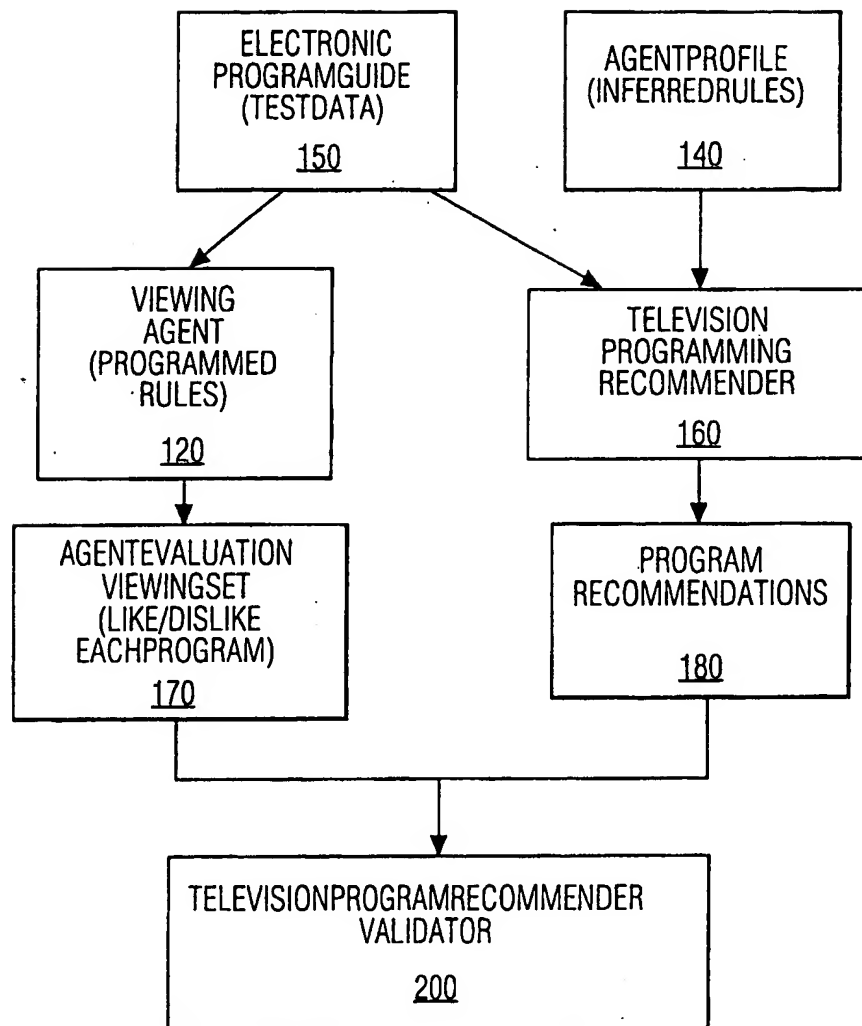 ELECTRONIC
PROGRAMGUIDE
(TESTDATA)
150
AGENTPROFILE
(INFERREDRULES)
140
VIEWING
AGENT
(PROGRAMMED
RULES)
120
TELEVISION
PROGRAMMING
RECOMMENDER
160
AGENTEVALUATION
VIEWINGSET
(LIKE/DISLIKE
EACHPROGRAM)
170
PROGRAM
RECOMMENDATIONS
180
TELEVISIONPROGRAMRECOMMENDER
VALIDATOR
200